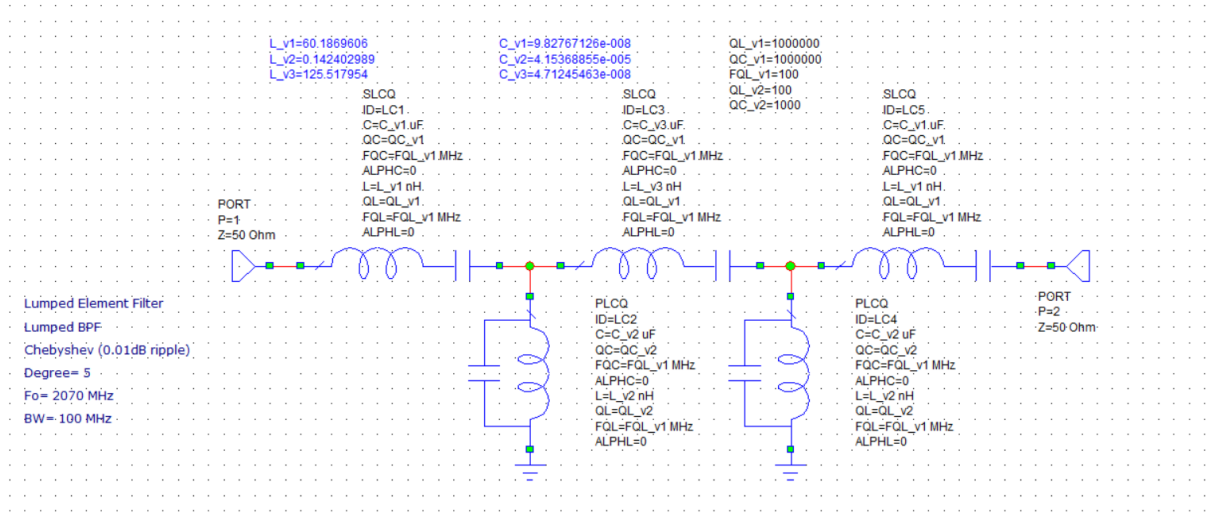 L_v1=60.1869606
L_v2=0.142402989
L_v3=125.517954
C_v1=9.82767126e-008
C_v2=4.15368855e-005
C_v3=4.71245463e-008
QL_v1=1000000
QC_v1=1000000
FQL_v1=100
QL_v2=100
QC_v2=1000
SLCQ
ID=LC1
C=C_v1 uF
QC=QC_v1
FQC=FQL_v1 MHz
ALPHC=0
L=L_v1 nH
QL=QL_v1
FQL=FQL_v1 MHz
ALPHL=0
SLCQ
ID=LC3
C=C_v3 uF
QC=QC_v1
FQC=FQL_v1 MHz
ALPHC=0
L=L_v3 nH
QL=QL_v1
FQL=FQL_v1 MHz
ALPHL=0
SLCQ
ID=LC5
C=C_v1 uF
QC=QC_v1
FQC=FQL_v1 MHz
ALPHC=0
L=L_v1 nH
QL=QL_v1
FQL=FQL_v1 MHz
ALPHL=0
PORT
P=1
Z=50 Ohm
PORT
P=2
Z=50 Ohm
Lumped Element Filter
Lumped BPF
Chebyshev (0.01dB ripple)
Degree= 5
Fo= 2070 MHz
BW= 100 MHz
PLCQ
ID=LC2
C=C_v2 uF
QC=QC_v2
FQC=FQL_v1 MHz
ALPHC=0
L=L_v2 nH
QL=QL_v2
FQL=FQL_v1 MHz
ALPHL=0
PLCQ
ID=LC4
C=C_v2 uF
QC=QC_v2
FQC=FQL_v1 MHz
ALPHC=0
L=L_v2 nH
QL=QL_v2
FQL=FQL_v1 MHz
ALPHL=0